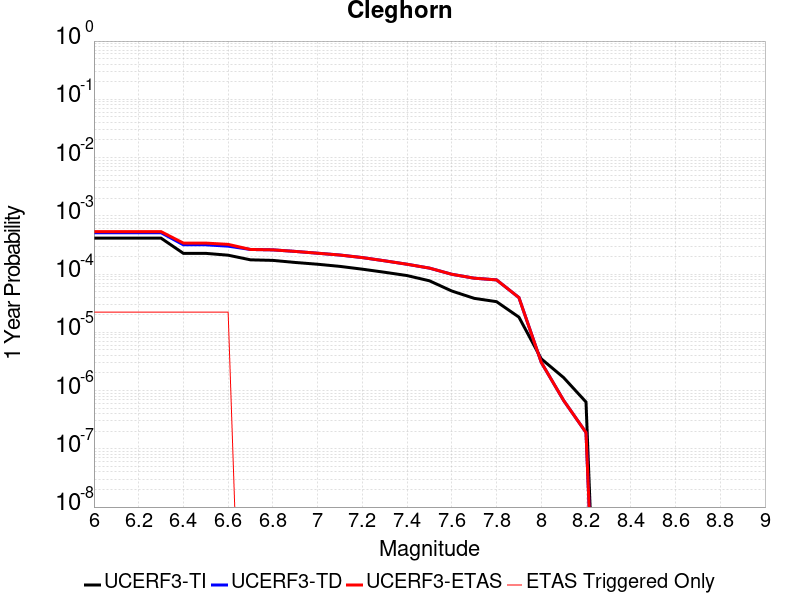 Cleghorn
10^0
10^-1
10^-2
10^-3
10^-4
10^-5
10^-6
10^-7
10^-8
1 Year Probability
6 6.2 6.4 6.6 6.8 7 7.2 7.4 7.6 7.8 8 8.2 8.4 8.6 8.8 9
Magnitude
UCERF3-TI UCERF3-TD UCERF3-ETAS ETAS Triggered Only